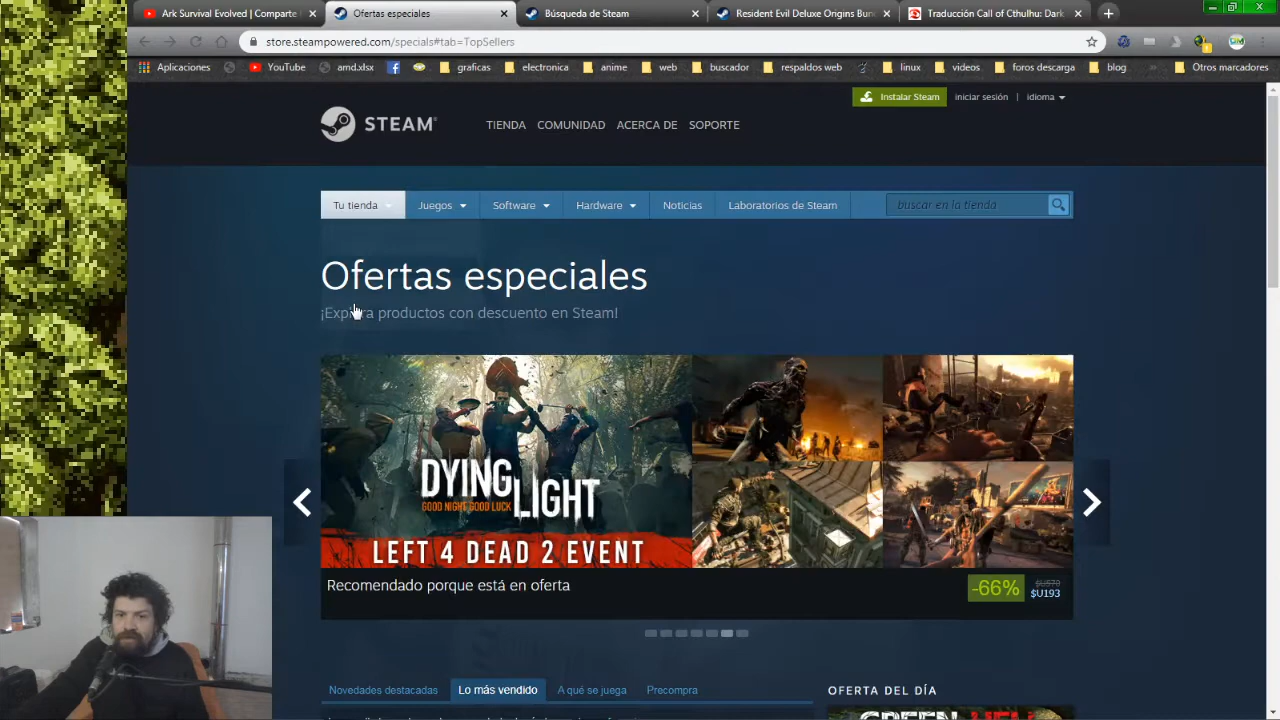 Ark Survival Evolved | Comparte
Ofertas especiales
Búsqueda de Steam
Resident Evil Deluxe Origins Bun
Traducción Call of Cthulhu: Dark
store.steampowered.com/specials#tab=TopSellers
Aplicaciones
YouTube
amd.xlsx
graficas
electronica
anime
web
buscador
respaldos web
linux
videos
foros descarga
blog
Otros marcadores
Instalar Steam
iniciar sesión
idioma
STEAM
TIENDA COMUNIDAD ACERCA DE SOPORTE
Tu tienda
Juegos
Software
Hardware
Noticias
Laboratorios de Steam
buscar en la tienda
Ofertas especiales
¡Explora productos con descuento en Steam!
DYING LIGHT
GOOD NIGHT GOOD LUCK
LEFT 4 DEAD 2 EVENT
Recomendado porque está en oferta
-66%
$U570
$U193
Novedades destacadas
Lo más vendido
A qué se juega
Precompra
OFERTA DEL DÍA
GREEN HELL